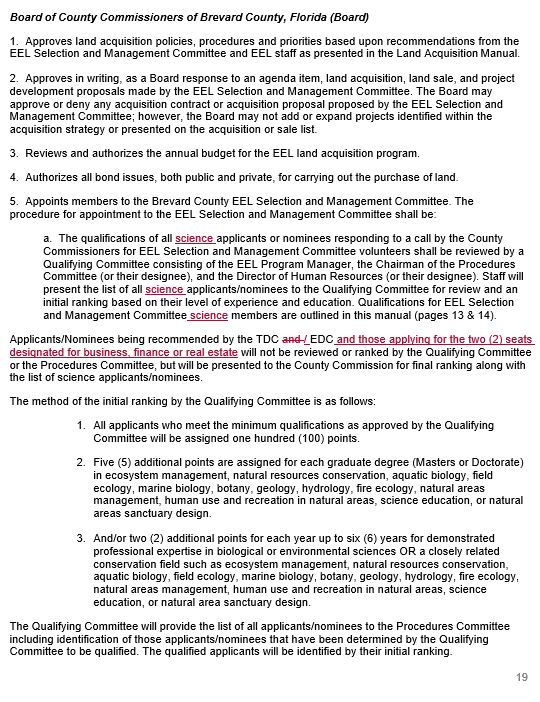 Board of County Commissioners of Brevard County, Florida (Board)
1. Approves land acquisition policies, procedures and priorities based upon recommendations from the
EEL Selection and Management Committee and EEL staff as presented in the Land Acquisition Manual.
2. Approves in writing, as a Board response to an agenda item, land acquisition, land sale, and project
development proposals made by the EEL Selection and Management Committee. The Board may
approve or deny any acquisition contract or acquisition proposal proposed by the EEL Selection and
Management Committee; however, the Board may not add or expand projects identified within the
acquisition strategy or presented on the acquisition or sale list.
3. Reviews and authorizes the annual budget for the EEL land acquisition program.
4. Authorizes all bond issues, both public and private, for carrying out the purchase of land.
5. Appoints members to the Brevard County EEL Selection and Management Committee. The
procedure for appointment to the EEL Selection and Management Committee shall be:
a. The qualifications of all science applicants or nominees responding to a call by the County
Commissioners for EEL Selection and Management Committee volunteers shall be reviewed by a
Qualifying Committee consisting of the EEL Program Manager, the Chairman of the Procedures
Committee (or their designee), and the Director of Human Resources (or their designee). Staff will
present the list of all science applicants/nominees to the Qualifying Committee for review and an
initial ranking based on their level of experience and education. Qualifications for EEL Selection
and Management Committee science members are outlined in this manual (pages 13 & 14).
Applicants/Nominees being recommended by the TDC and / EDC and those applying for the two (2) seats
designated for business, finance or real estate will not be reviewed or ranked by the Qualifying Committee
or the Procedures Committee, but will be presented to the County Commission for final ranking along with
the list of science applicants/nominees.
The method of the initial ranking by the Qualifying Committee is as follows:
1. All applicants who meet the minimum qualifications as approved by the Qualifying
Committee will be assigned one hundred (100) points.
2. Five (5) additional points are assigned for each graduate degree (Masters or Doctorate)
in ecosystem management, natural resources conservation, aquatic biology, field
ecology, marine biology, botany, geology, hydrology, fire ecology, natural areas
management, human use and recreation in natural areas, science education, or natural
areas sanctuary design.
3. And/or two (2) additional points for each year up to six (6) years for demonstrated
professional expertise in biological or environmental sciences OR a closely related
conservation field such as ecosystem management, natural resources conservation,
aquatic biology, field ecology, marine biology, botany, geology, hydrology, fire ecology,
natural areas management, human use and recreation in natural areas, science
education, or natural area sanctuary design.
The Qualifying Committee will provide the list of all applicants/nominees to the Procedures Committee
including identification of those applicants/nominees that have been determined by the Qualifying
Committee to be qualified. The qualified applicants will be identified by their initial ranking.
19